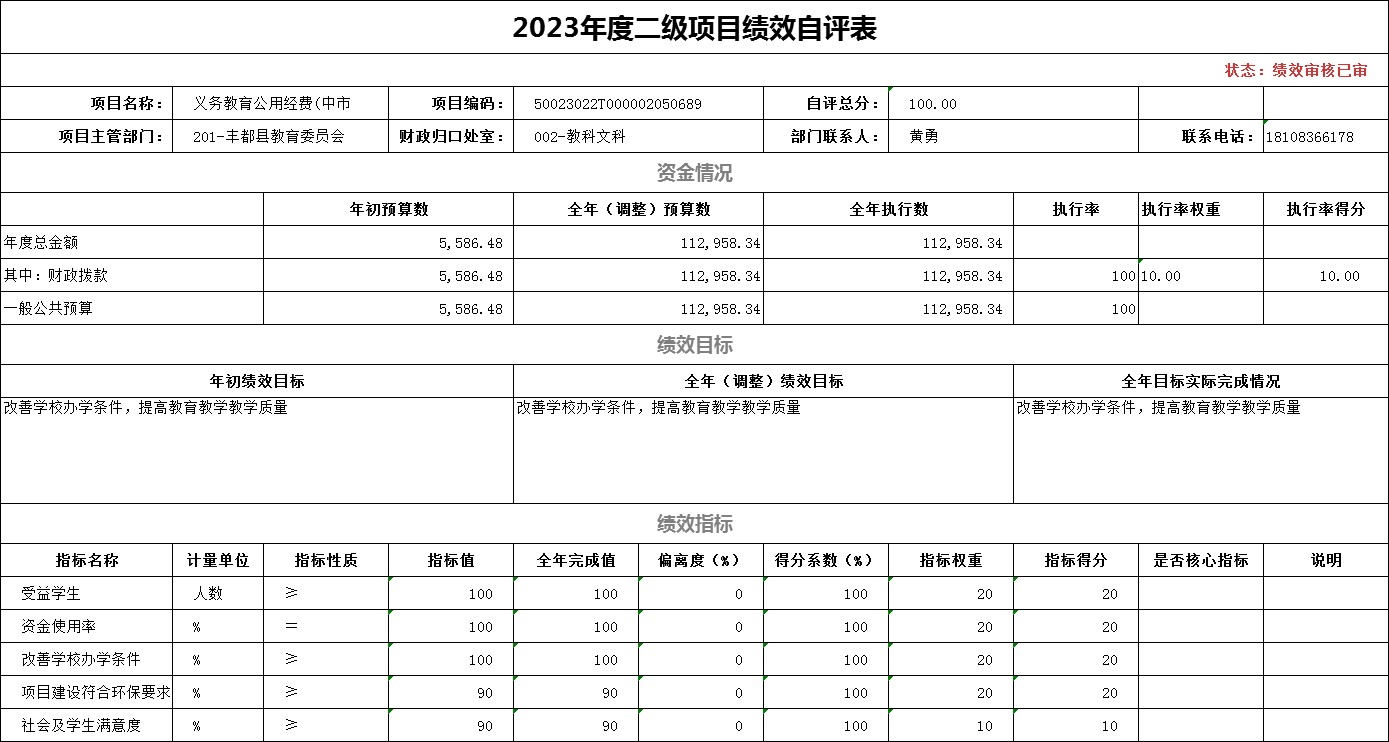 2023年度二级项目绩效自评表
状态：绩效审核已审
项目名称： 义务教育公用经费(中市 项目编码： 50023022T000002050689 自评总分： 100.00
项目主管部门： 201-丰都县教育委员会 财政归口处室： 002-教科文科 部门联系人： 黄勇 联系电话： 18108366178
资金情况
年初预算数 全年（调整）预算数 全年执行数 执行率 执行率权重 执行率得分
年度总金额 5,586.48 112,958.34 112,958.34
其中：财政拨款 5,586.48 112,958.34 112,958.34 100 10.00 10.00
一般公共预算 5,586.48 112,958.34 112,958.34 100
绩效目标
年初绩效目标 全年（调整）绩效目标 全年目标实际完成情况
改善学校办学条件，提高教育教学教学质量 改善学校办学条件，提高教育教学教学质量 改善学校办学条件，提高教育教学教学质量
绩效指标
指标名称 计量单位 指标性质 指标值 全年完成值 偏离度（%） 得分系数（%） 指标权重 指标得分 是否核心指标 说明
受益学生 人数 ≥ 100 100 0 100 20 20
资金使用率 % ＝ 100 100 0 100 20 20
改善学校办学条件 % ≥ 100 100 0 100 20 20
项目建设符合环保要求 % ≥ 90 90 0 100 20 20
社会及学生满意度 % ≥ 90 90 0 100 10 10